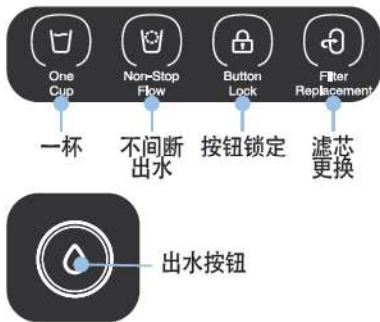 One Cup
Non-Stop Flow
Button Lock
Filter Replacement
一杯
不间断
出水
按钮锁定
滤芯
更换
出水按钮